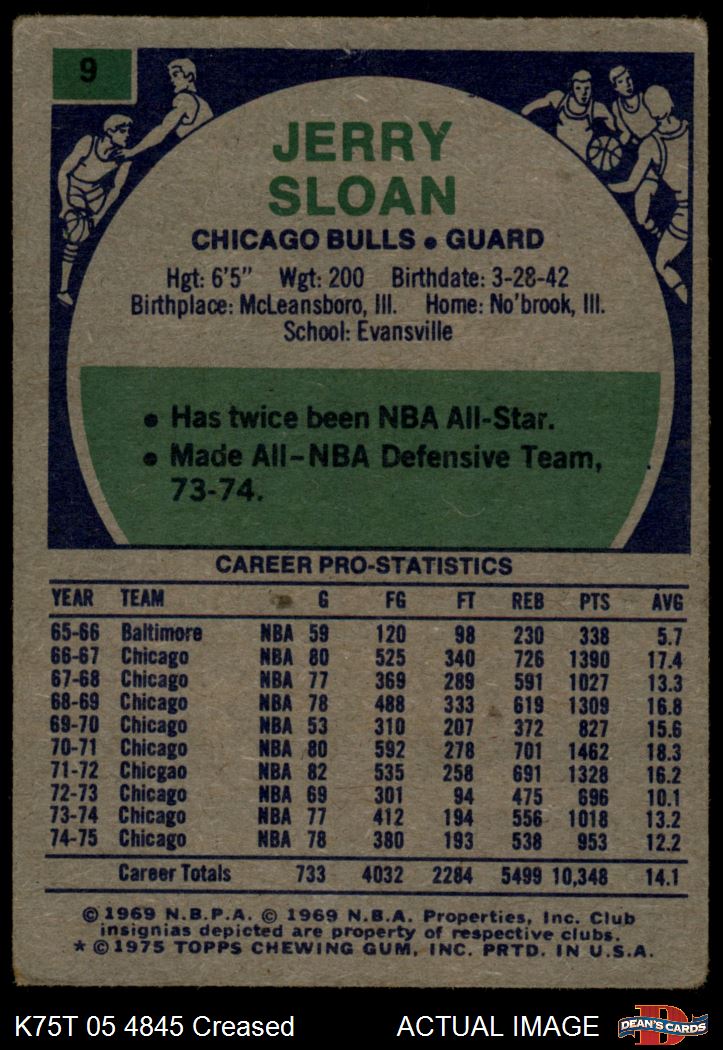 9
JERRY
SLOAN
CHICAGO BULLS • GUARD
Hgt: 6'5" Wgt: 200 Birthdate: 3-28-42
Birthplace: McLeansboro, Ill. Home: No'brook, Ill.
School: Evansville
• Has twice been NBA All-Star.
• Made All-NBA Defensive Team,
73-74.
CAREER PRO-STATISTICS
YEAR TEAM G FG FT REB PTS AVG
65-66 Baltimore NBA 59 120 98 230 338 5.7
66-67 Chicago NBA 80 525 340 726 1390 17.4
67-68 Chicago NBA 77 369 289 591 1027 13.3
68-69 Chicago NBA 78 488 333 619 1309 16.8
69-70 Chicago NBA 53 310 207 372 827 15.6
70-71 Chicago NBA 80 592 278 701 1462 18.3
71-72 Chicgao NBA 82 535 258 691 1328 16.2
72-73 Chicago NBA 69 301 94 475 696 10.1
73-74 Chicago NBA 77 412 194 556 1018 13.2
74-75 Chicago NBA 78 380 193 538 953 12.2
Career Totals 733 4032 2284 5499 10,348 14.1
© 1969 N.B.P.A. © 1969 N.B.A. Properties, Inc. Club
insignias depicted are property of respective clubs.
* © 1975 TOPPS CHEWING GUM, INC. PRTD. IN U.S.A.
K75T 05 4845 Creased ACTUAL IMAGE
D
DEAN'S CARDS